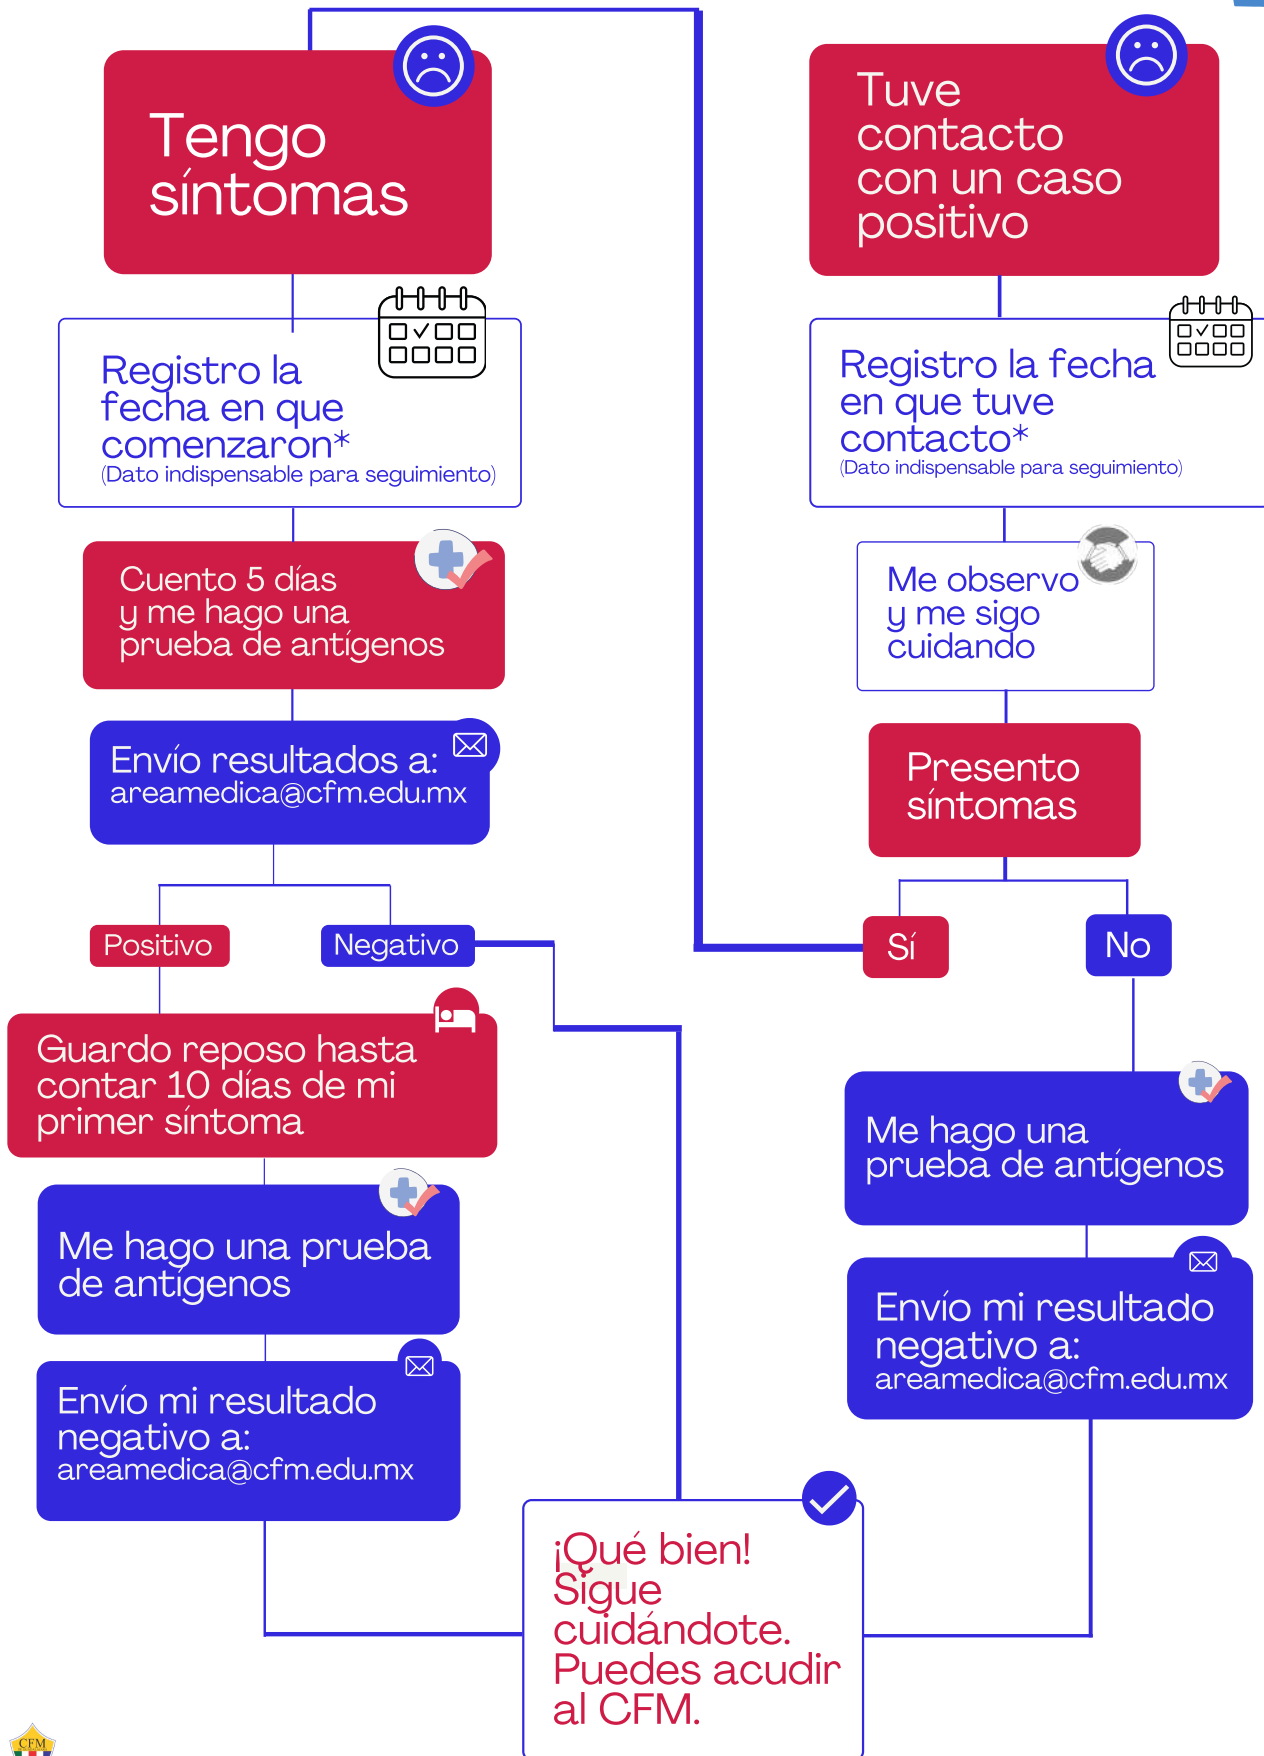 Tengo
síntomas
Registro la
fecha en que
comenzaron*
(Dato indispensable para seguimiento)
Cuento 5 días
y me hago una
prueba de antígenos
Envío resultados a:
areamedica@cfm.edu.mx
Positivo
Negativo
Guardo reposo hasta
contar 10 días de mi
primer síntoma
Me hago una prueba
de antígenos
Envío mi resultado
negativo a:
areamedica@cfm.edu.mx
Tuve
contacto
con un caso
positivo
Registro la fecha
en que tuve
contacto*
(Dato indispensable para seguimiento)
Me observo
y me sigo
cuidando
Presento
síntomas
Sí
No
Me hago una
prueba de antígenos
Envío mi resultado
negativo a:
areamedica@cfm.edu.mx
¡Qué bien!
Sigue
cuidándote.
Puedes acudir
al CFM.
CFM